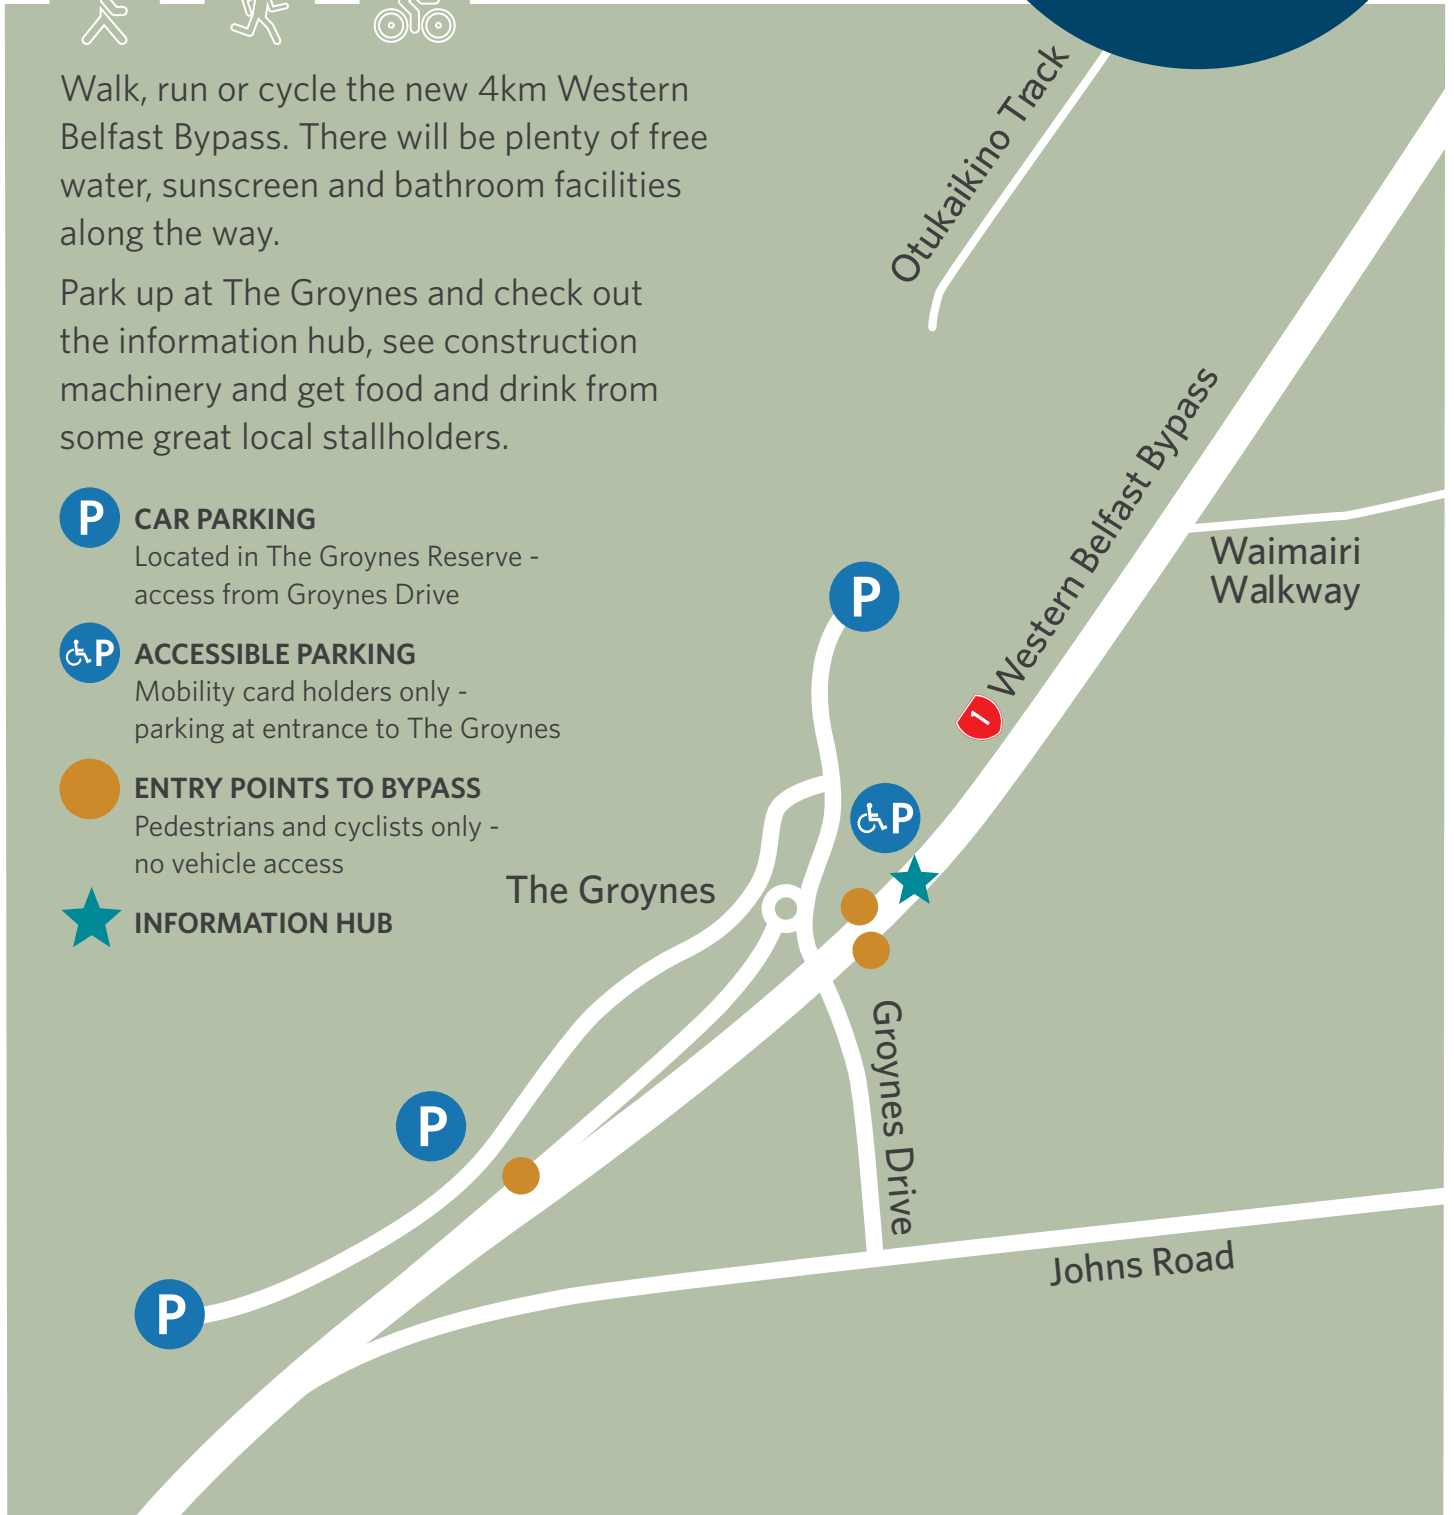 Walk, run or cycle the new 4km Western
Belfast Bypass. There will be plenty of free
water, sunscreen and bathroom facilities
along the way.
Park up at The Groynes and check out
the information hub, see construction
machinery and get food and drink from
some great local stallholders.
P CAR PARKING
Located in The Groynes Reserve -
access from Groynes Drive
P ACCESSIBLE PARKING
Mobility card holders only -
parking at entrance to The Groynes
ENTRY POINTS TO BYPASS
Pedestrians and cyclists only -
no vehicle access
INFORMATION HUB
Otukaikino Track
Western Belfast Bypass
1
Waimairi
Walkway
P
P
The Groynes
Groynes Drive
P
Johns Road
P